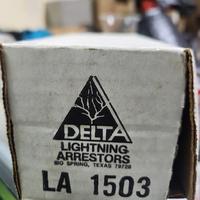 DELTA
LIGHTNING
ARRESTORS
BIG SPRING, TEXAS 79720
LA 1503